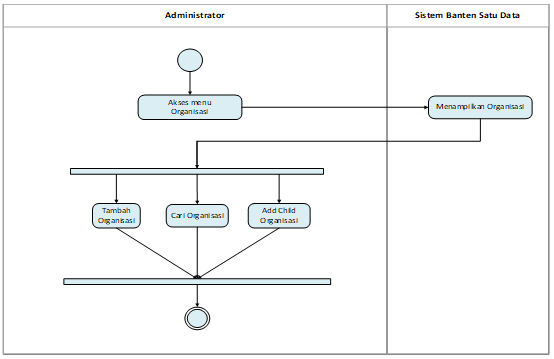 Administrator
Sistem Banten Satu Data
Akses menu
Organisasi
Menampilkan Organisasi
Tambah
Organisasi
Cari Organisasi
Add Child
Organisasi